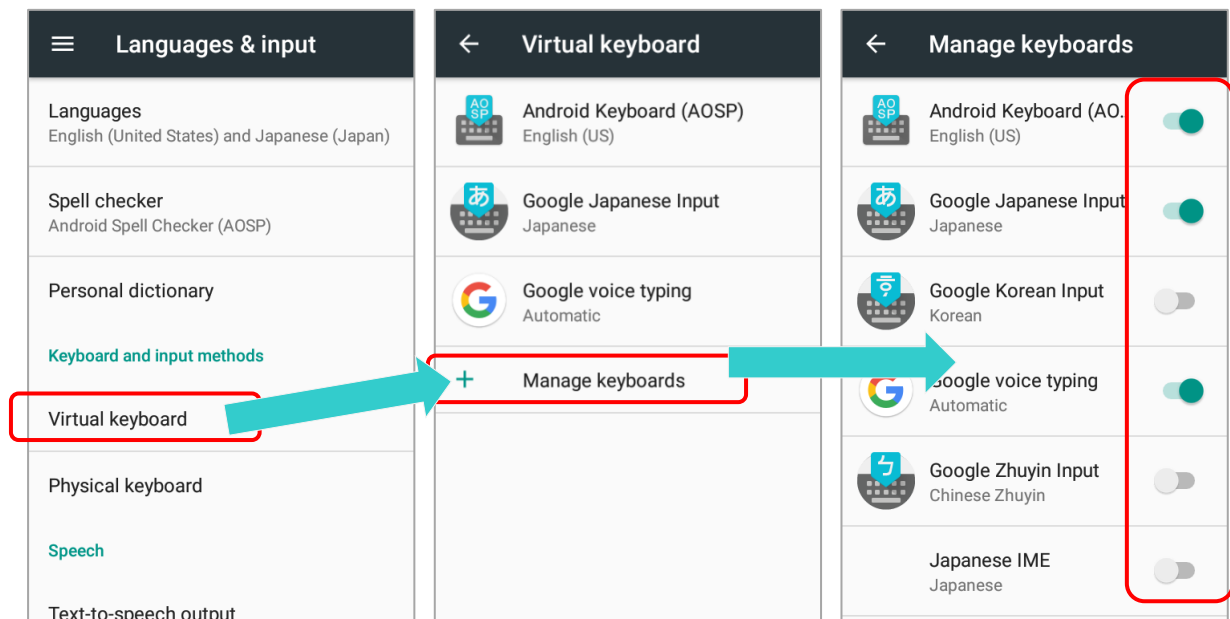 Languages & input
Languages
English (United States) and Japanese (Japan)
Spell checker
Android Spell Checker (AOSP)
Personal dictionary
Keyboard and input methods
Virtual keyboard
Physical keyboard
Speech
Text-to-speech output
Virtual keyboard
AO
SP
Android Keyboard (AOSP)
English (US)
あ
Google Japanese Input
Japanese
G
Google voice typing
Automatic
+ Manage keyboards
Manage keyboards
AO
SP
Android Keyboard (AO.
English (US)
あ
Google Japanese Input
Japanese
Google Korean Input
Korean
G
Google voice typing
Automatic
ㄅ
Google Zhuyin Input
Chinese Zhuyin
Japanese IME
Japanese